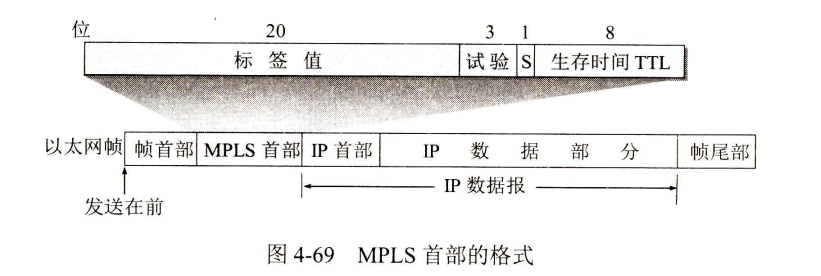 位 20 3 1 8
标签值 试验 S 生存时间 TTL
以太网帧 帧首部 MPLS 首部 IP 首部 IP 数据部分 帧尾部
IP 数据报
发送在前
图 4-69 MPLS 首部的格式